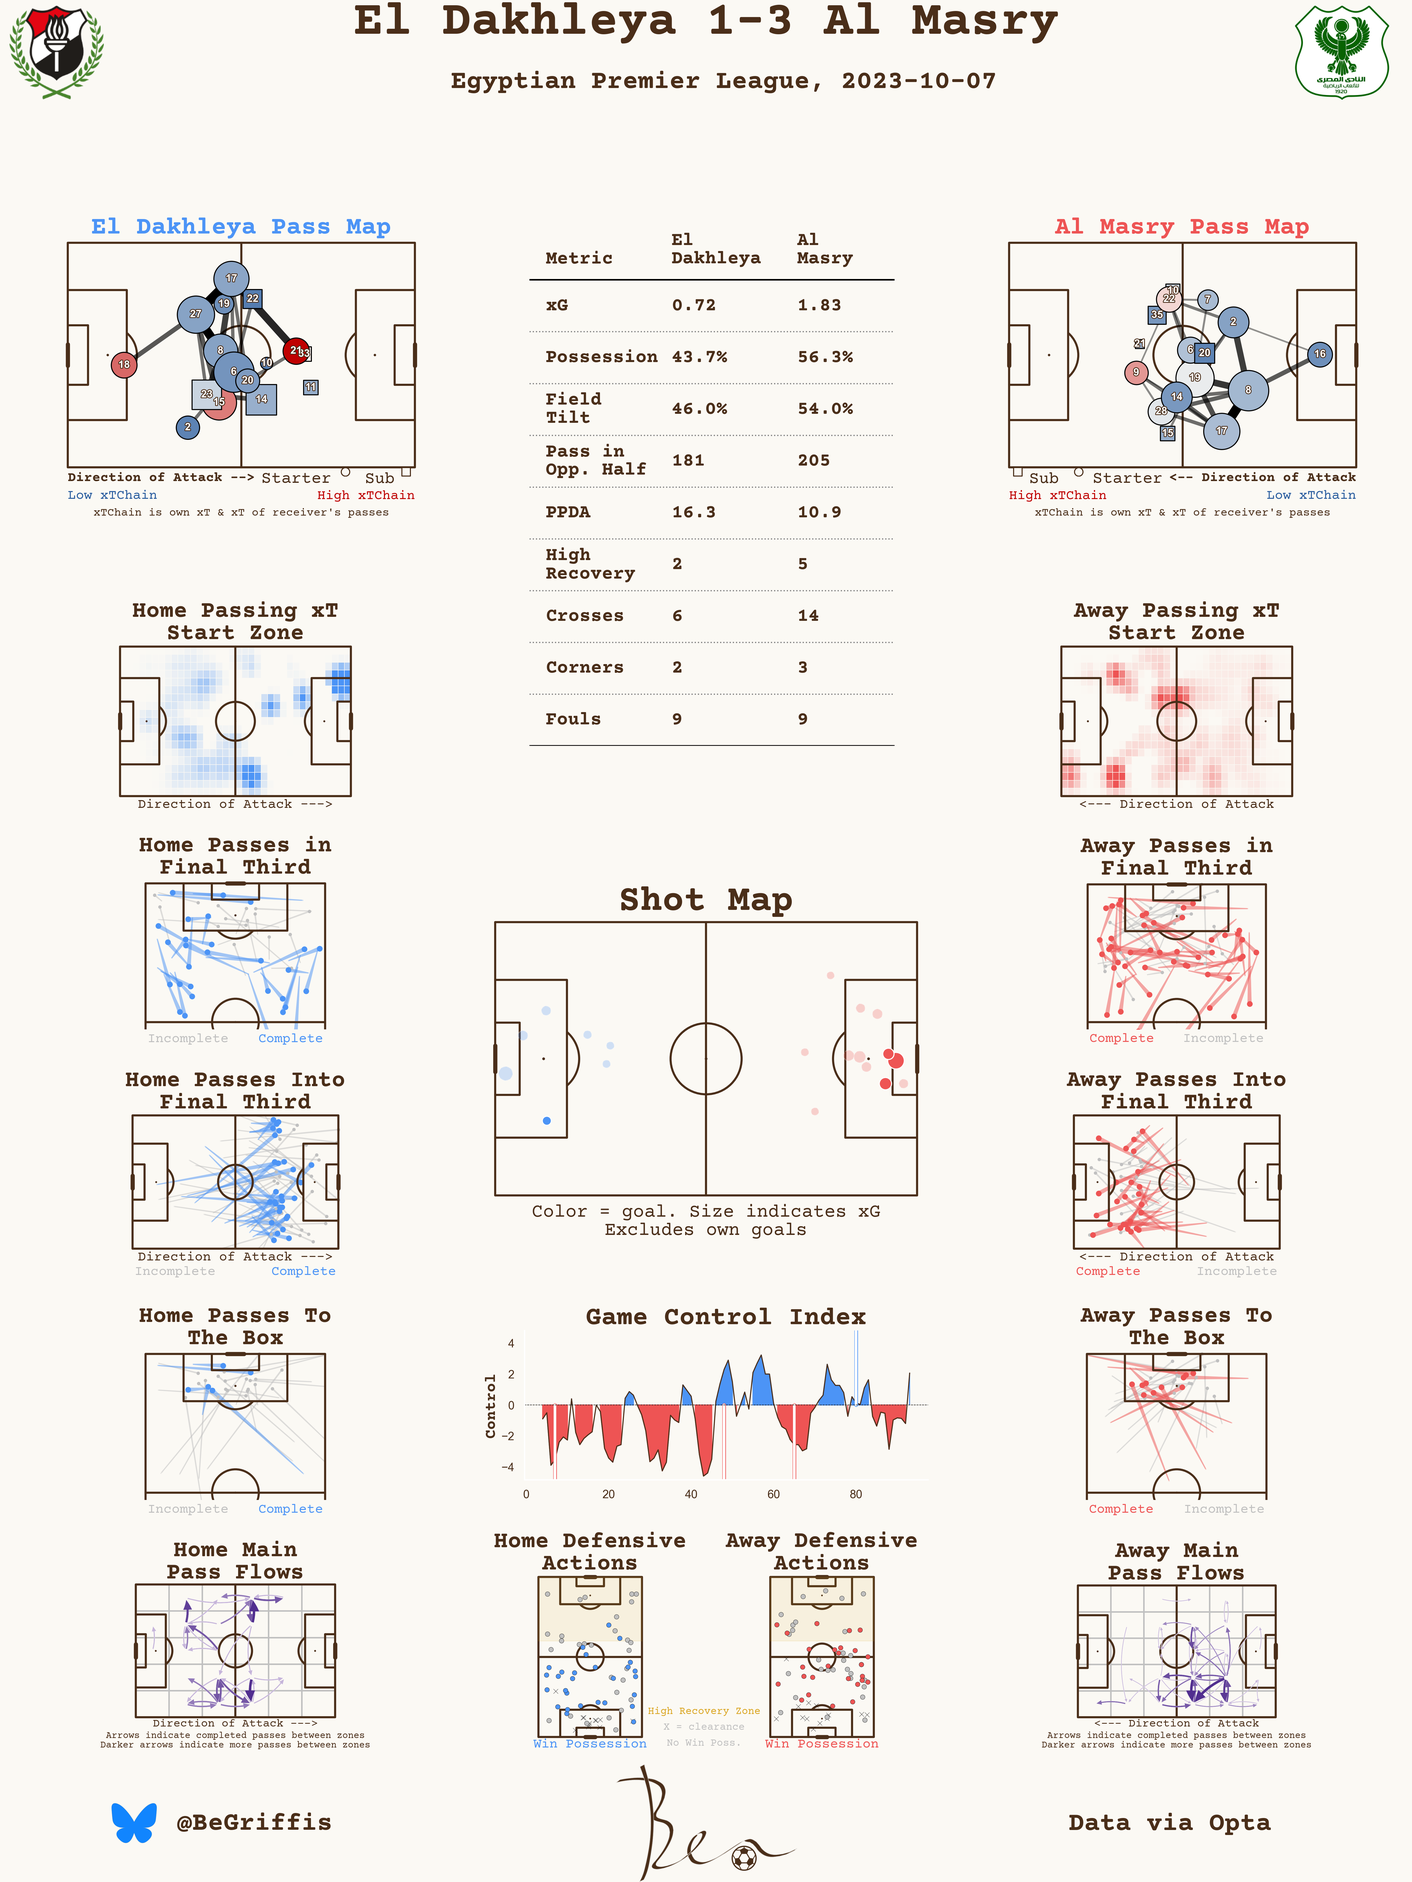 El Dakhleya 1-3 Al Masry
Egyptian Premier League, 2023-10-07
النادي المصري
للألعاب الرياضية
1920
El Dakhleya Pass Map
17
19
22
27
8
21
33
18
10
6
20
11
23
15
14
2
Direction of Attack --> Starter Sub
Low xTChain High xTChain
xTChain is own xT & xT of receiver's passes
Metric El Dakhleya Al Masry
xG 0.72 1.83
Possession 43.7% 56.3%
Field Tilt 46.0% 54.0%
Pass in Opp. Half 181 205
PPDA 16.3 10.9
High Recovery 2 5
Crosses 6 14
Corners 2 3
Fouls 9 9
Al Masry Pass Map
10
22
7
35
2
21
6
20
16
9
19
8
14
28
15
17
Sub Starter <-- Direction of Attack
High xTChain Low xTChain
xTChain is own xT & xT of receiver's passes
Home Passing xT
Start Zone
Direction of Attack --->
Away Passing xT
Start Zone
<--- Direction of Attack
Home Passes in
Final Third
Incomplete Complete
Away Passes in
Final Third
Complete Incomplete
Shot Map
Color = goal. Size indicates xG
Excludes own goals
Home Passes Into
Final Third
Direction of Attack --->
Incomplete Complete
Away Passes Into
Final Third
<--- Direction of Attack
Complete Incomplete
Home Passes To
The Box
Incomplete Complete
Game Control Index
Control
4
2
0
−2
−4
0 20 40 60 80
Away Passes To
The Box
Complete Incomplete
Home Main
Pass Flows
Direction of Attack --->
Arrows indicate completed passes between zones
Darker arrows indicate more passes between zones
Home Defensive
Actions
Win Possession
Away Defensive
Actions
Win Possession
High Recovery Zone
X = clearance
No Win Poss.
Away Main
Pass Flows
<--- Direction of Attack
Arrows indicate completed passes between zones
Darker arrows indicate more passes between zones
@BeGriffis
Ben
Data via Opta